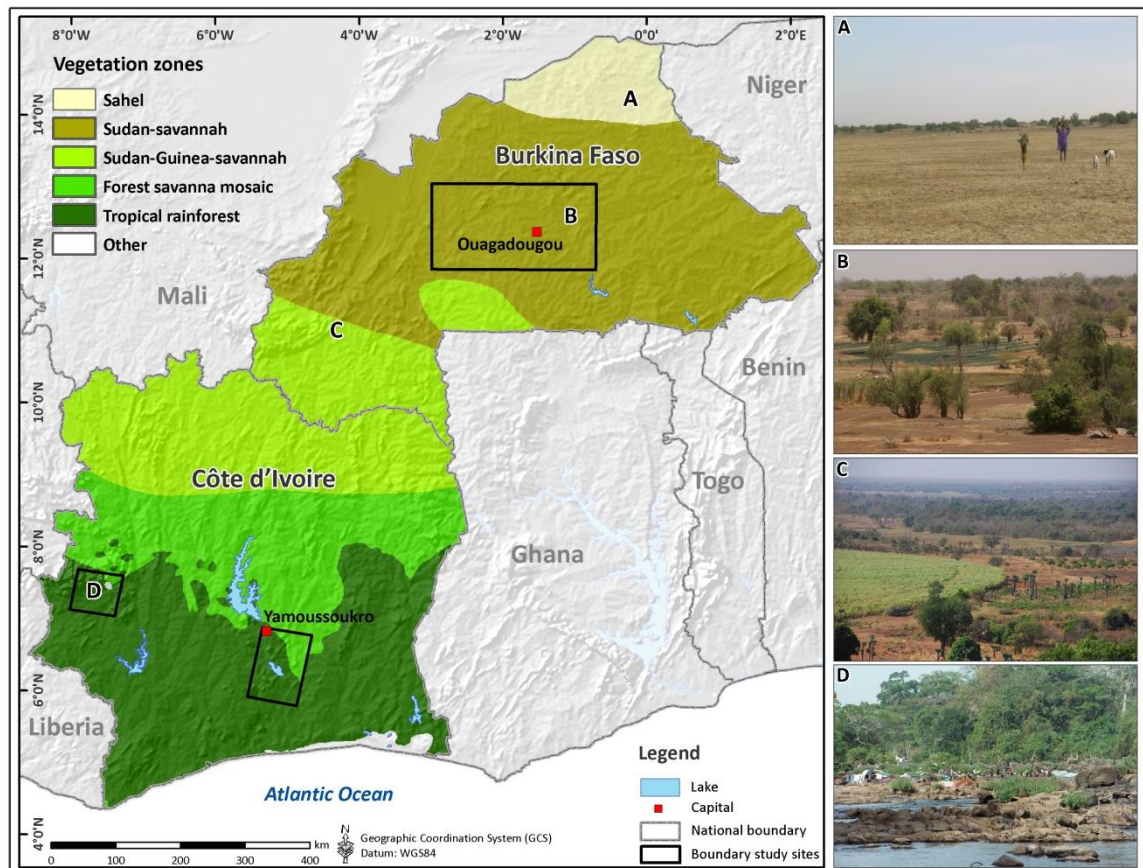 8°0'W
6°0'W
4°0'W
2°0'W
0°0'
2°0'E
Vegetation zones
Sahel
Sudan-savannah
Sudan-Guinea-savannah
Forest savanna mosaic
Tropical rainforest
Other
14°0'N
12°0'N
10°0'N
8°0'N
6°0'N
4°0'N
Niger
A
Burkina Faso
B
Ouagadougou
Mali
C
Benin
Togo
Côte d'Ivoire
Ghana
D
Yamoussoukro
Liberia
Atlantic Ocean
Legend
Lake
Capital
National boundary
Boundary study sites
0 100 200 300 400 km
N
Geographic Coordination System (GCS)
Datum: WGS84
A
B
C
D